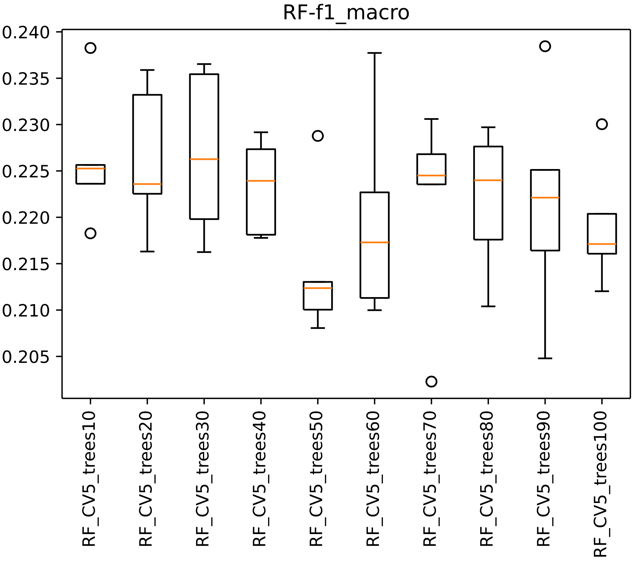 RF-f1_macro
0.240
0.235
0.230
0.225
0.220
0.215
0.210
0.205
RF_CV5_trees10
RF_CV5_trees20
RF_CV5_trees30
RF_CV5_trees40
RF_CV5_trees50
RF_CV5_trees60
RF_CV5_trees70
RF_CV5_trees80
RF_CV5_trees90
RF_CV5_trees100